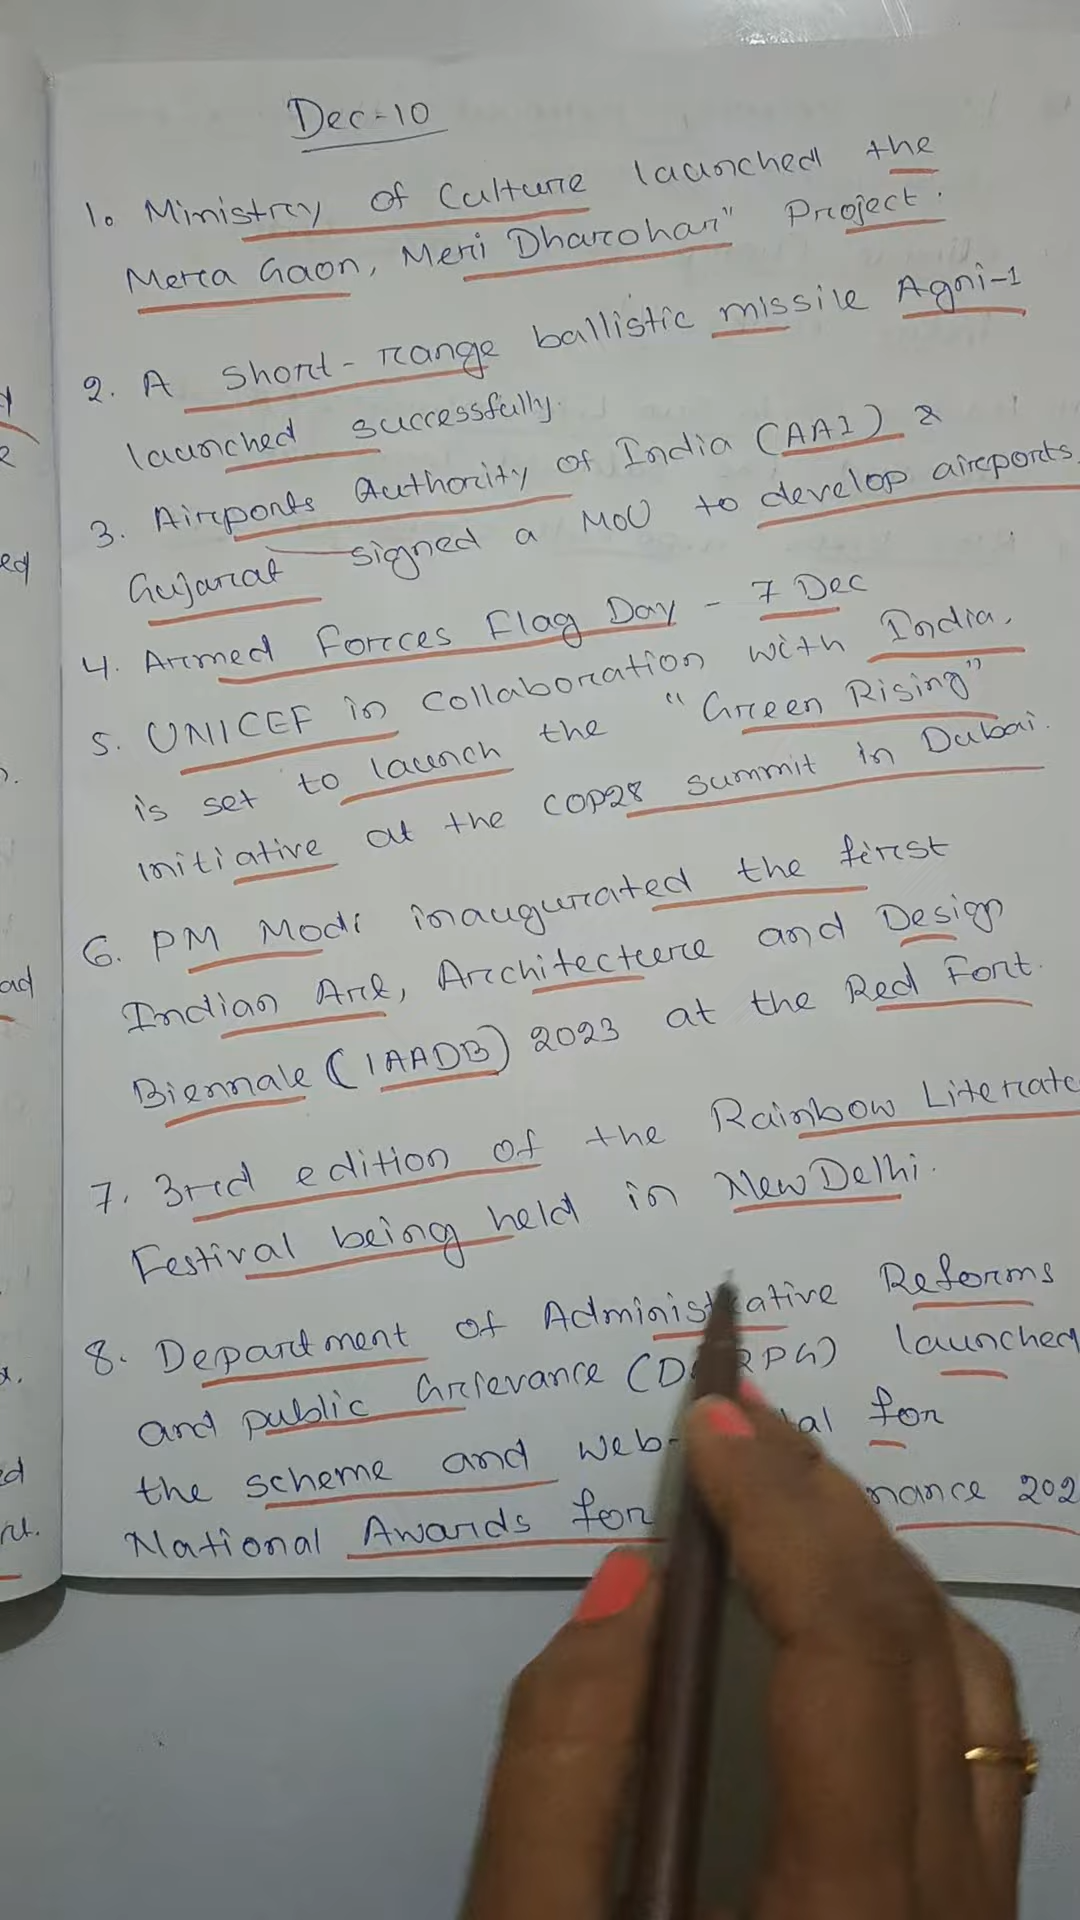 Dec-10
1. Ministry of Culture launched the
Mera Gaon, Meri Dharohar" Project.
2. A short-range ballistic missile Agni-1
launched successfully.
3. Airports Authority of India (AAI) &
Gujarat signed a MoU to develop airports.
4. Armed Forces Flag Day - 7 Dec
5. UNICEF in collaboration with India,
is set to launch the "Green Rising"
initiative at the COP28 summit in Dubai.
6. PM Modi inaugurated the first
Indian Art, Architecture and Design
Biennale (IAADB) 2023 at the Red Fort.
7. 3rd edition of the Rainbow Literate
Festival being held in New Delhi.
8. Department of Administrative Reforms
and public Grievance launched
the scheme and web- for
National Awards for 202